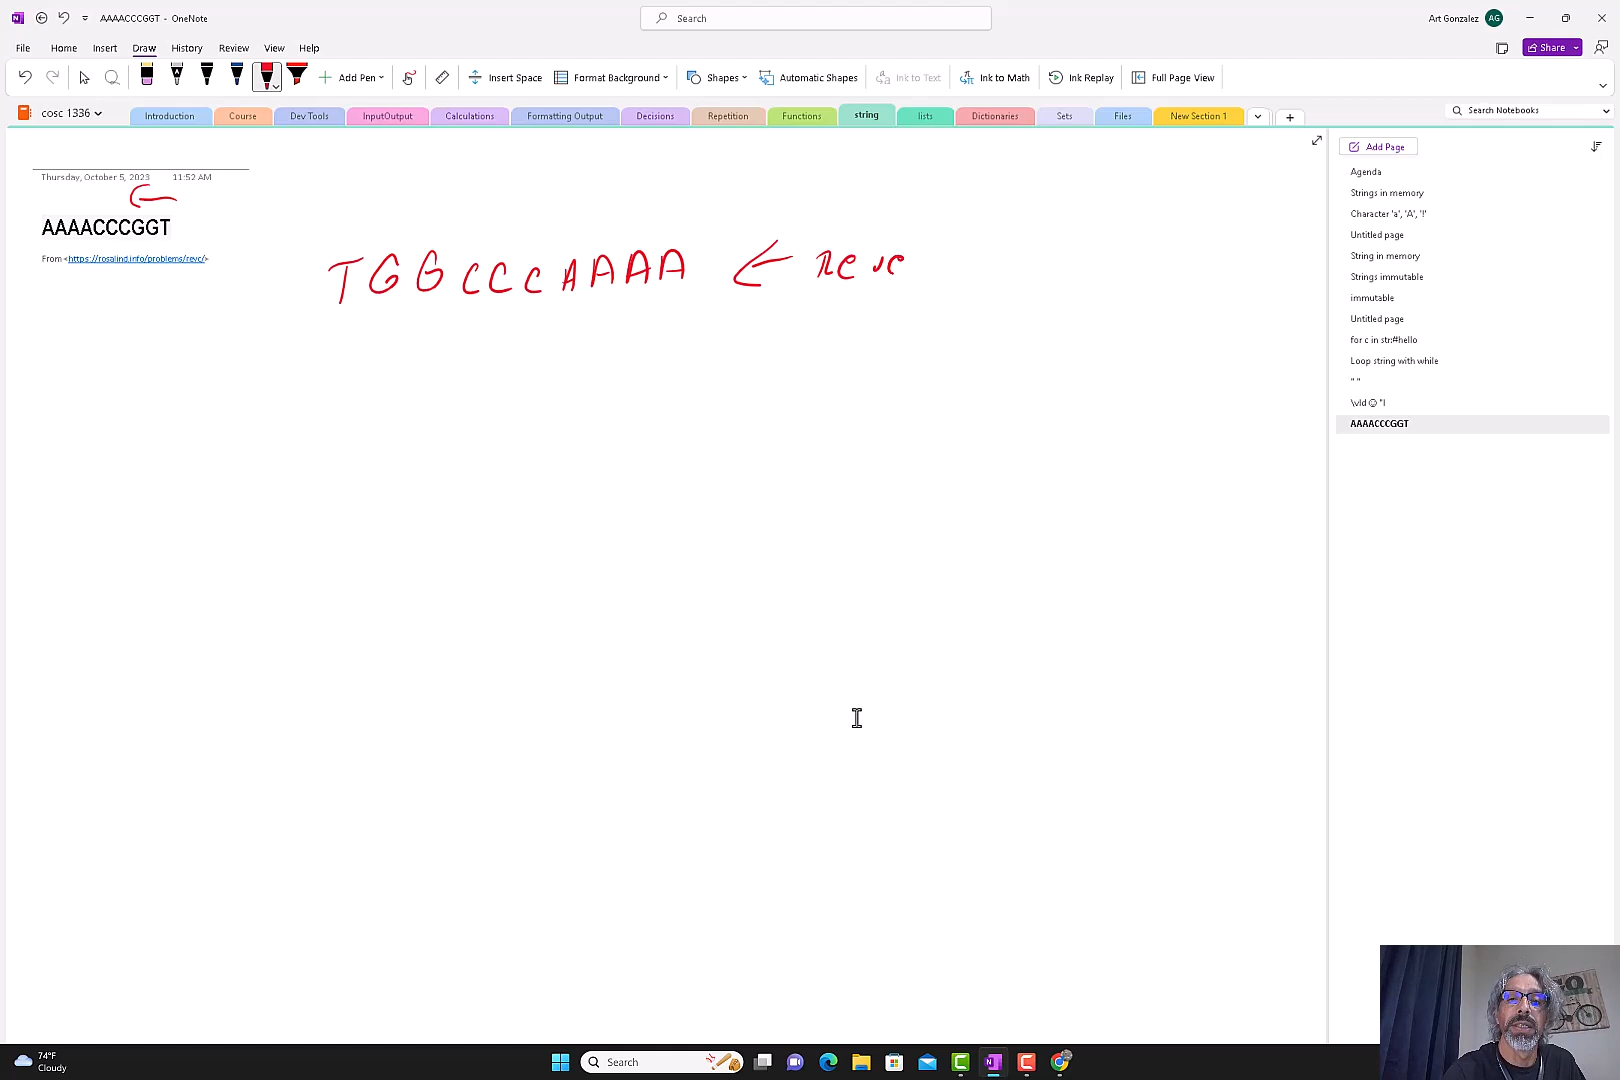 AAAACCCGGT - OneNote
Search
Art Gonzalez AG
File Home Insert Draw History Review View Help
Share
Add Pen Insert Space Format Background Shapes Automatic Shapes Ink to Text Ink to Math Ink Replay Full Page View
cosc 1336 Introduction Course Dev Tools InputOutput Calculations Formatting Output Decisions Repetition Functions string lists Dictionaries Sets Files New Section 1
Search Notebooks
Add Page
Agenda
Strings in memory
Character 'a', 'A', '!'
Untitled page
String in memory
Strings immutable
immutable
Untitled page
for c in str:#hello
Loop string with while
" "
AAAACCCGGT
Thursday, October 5, 2023 11:52 AM
AAAACCCGGT
From <https://rosalind.info/problems/revc/>
TGGCCCAAAA ←
74°F
Cloudy
Search